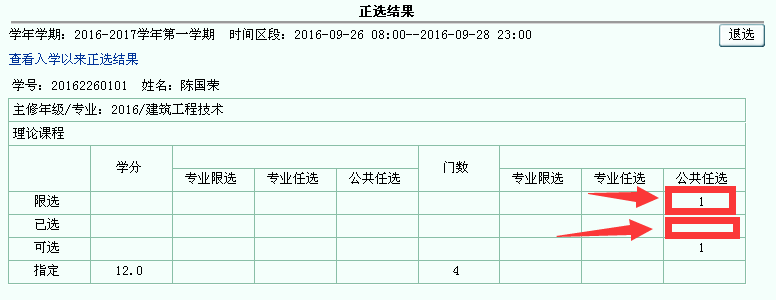 正选结果
学年学期：2016-2017学年第一学期 时间区段：2016-09-26 08:00--2016-09-28 23:00 退选
查看入学以来正选结果
学号：20162260101 姓名：陈国荣
主修年级/专业：2016/建筑工程技术
理论课程
学分 门数
专业限选 专业任选 公共任选 专业限选 专业任选 公共任选
限选 1
已选
可选 1
指定 12.0 4